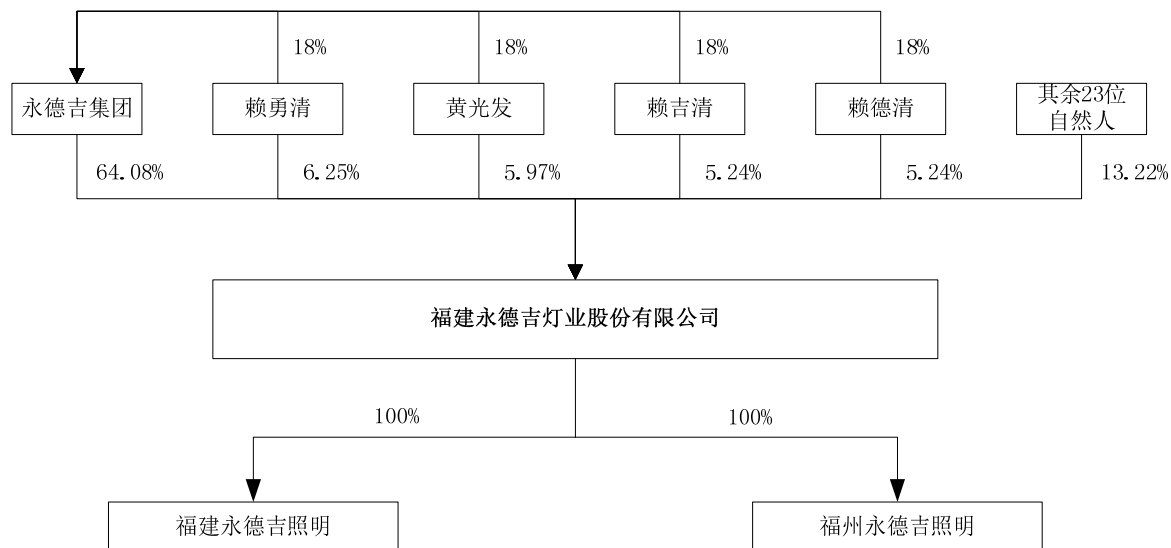 18%
18%
18%
18%
永德吉集团
赖勇清
黄光发
赖吉清
赖德清
其余23位
自然人
64.08%
6.25%
5.97%
5.24%
5.24%
13.22%
福建永德吉灯业股份有限公司
100%
100%
福建永德吉照明
福州永德吉照明